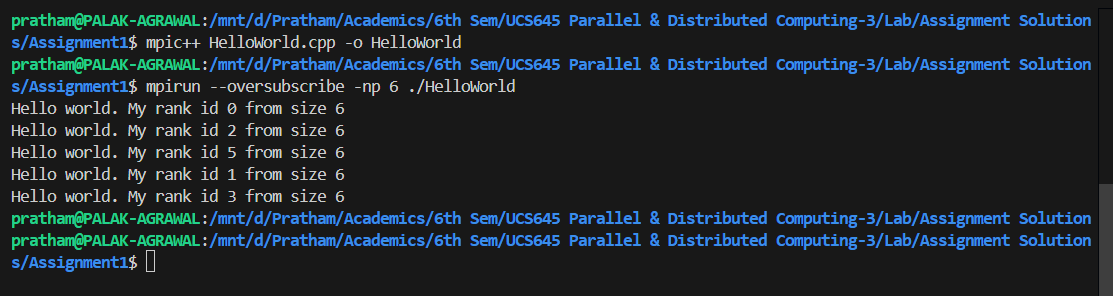 pratham@PALAK-AGRAWAL:/mnt/d/Pratham/Academics/6th Sem/UCS645 Parallel & Distributed Computing-3/Lab/Assignment Solution
s/Assignment1$ mpic++ HelloWorld.cpp -o HelloWorld
pratham@PALAK-AGRAWAL:/mnt/d/Pratham/Academics/6th Sem/UCS645 Parallel & Distributed Computing-3/Lab/Assignment Solution
s/Assignment1$ mpirun --oversubscribe -np 6 ./HelloWorld
Hello world. My rank id 0 from size 6
Hello world. My rank id 2 from size 6
Hello world. My rank id 5 from size 6
Hello world. My rank id 1 from size 6
Hello world. My rank id 3 from size 6
pratham@PALAK-AGRAWAL:/mnt/d/Pratham/Academics/6th Sem/UCS645 Parallel & Distributed Computing-3/Lab/Assignment Solution
pratham@PALAK-AGRAWAL:/mnt/d/Pratham/Academics/6th Sem/UCS645 Parallel & Distributed Computing-3/Lab/Assignment Solution
s/Assignment1$